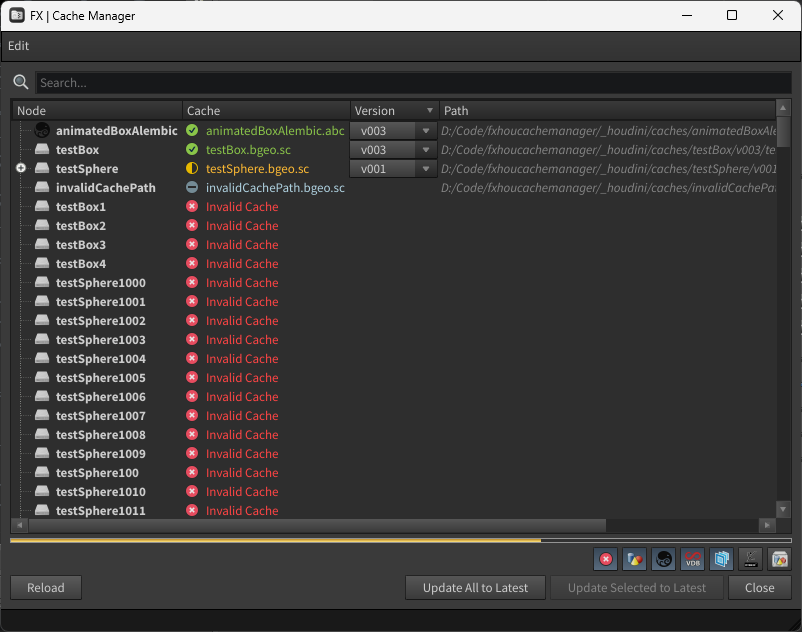 FX | Cache Manager
Edit
Search...
Node Cache Version Path
animatedBoxAlembic animatedBoxAlembic.abc v003 D:/Code/fxhoucachemanager/_houdini/caches/animatedBoxAle
testBox testBox.bgeo.sc v003 D:/Code/fxhoucachemanager/_houdini/caches/testBox/v003/te
testSphere testSphere.bgeo.sc v001 D:/Code/fxhoucachemanager/_houdini/caches/testSphere/v001
invalidCachePath invalidCachePath.bgeo.sc D:/Code/fxhoucachemanager/_houdini/caches/invalidCachePat
testBox1 Invalid Cache
testBox2 Invalid Cache
testBox3 Invalid Cache
testBox4 Invalid Cache
testSphere1000 Invalid Cache
testSphere1001 Invalid Cache
testSphere1002 Invalid Cache
testSphere1003 Invalid Cache
testSphere1004 Invalid Cache
testSphere1005 Invalid Cache
testSphere1006 Invalid Cache
testSphere1007 Invalid Cache
testSphere1008 Invalid Cache
testSphere1009 Invalid Cache
testSphere100 Invalid Cache
testSphere1010 Invalid Cache
testSphere1011 Invalid Cache
VDB
Reload Update All to Latest Update Selected to Latest Close